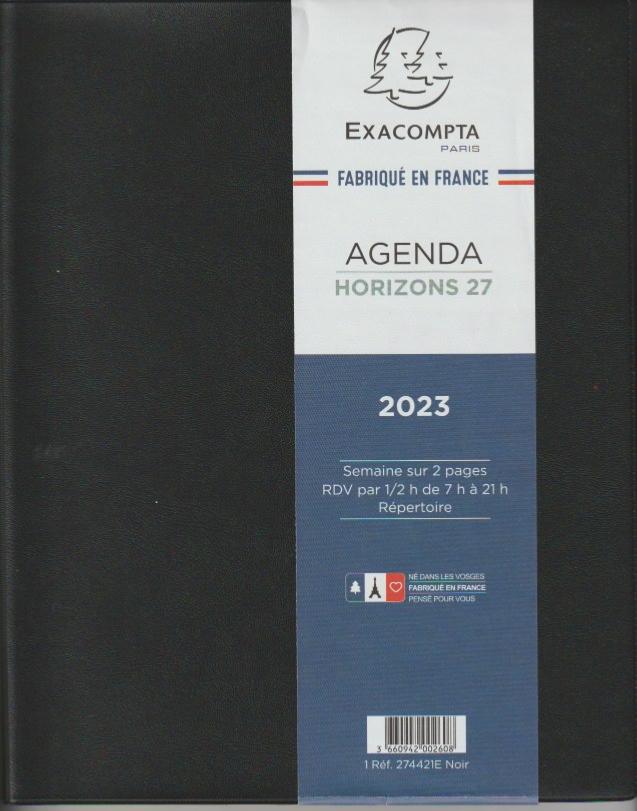 EXACOMPTA
PARIS
FABRIQUÉ EN FRANCE
AGENDA
HORIZONS 27
2023
Semaine sur 2 pages
RDV par 1/2 h de 7 h à 21 h
Répertoire
NÉ DANS LES VOSGES
FABRIQUÉ EN FRANCE
PENSÉ POUR VOUS
3 660942 002608
1 Réf. 274421E Noir